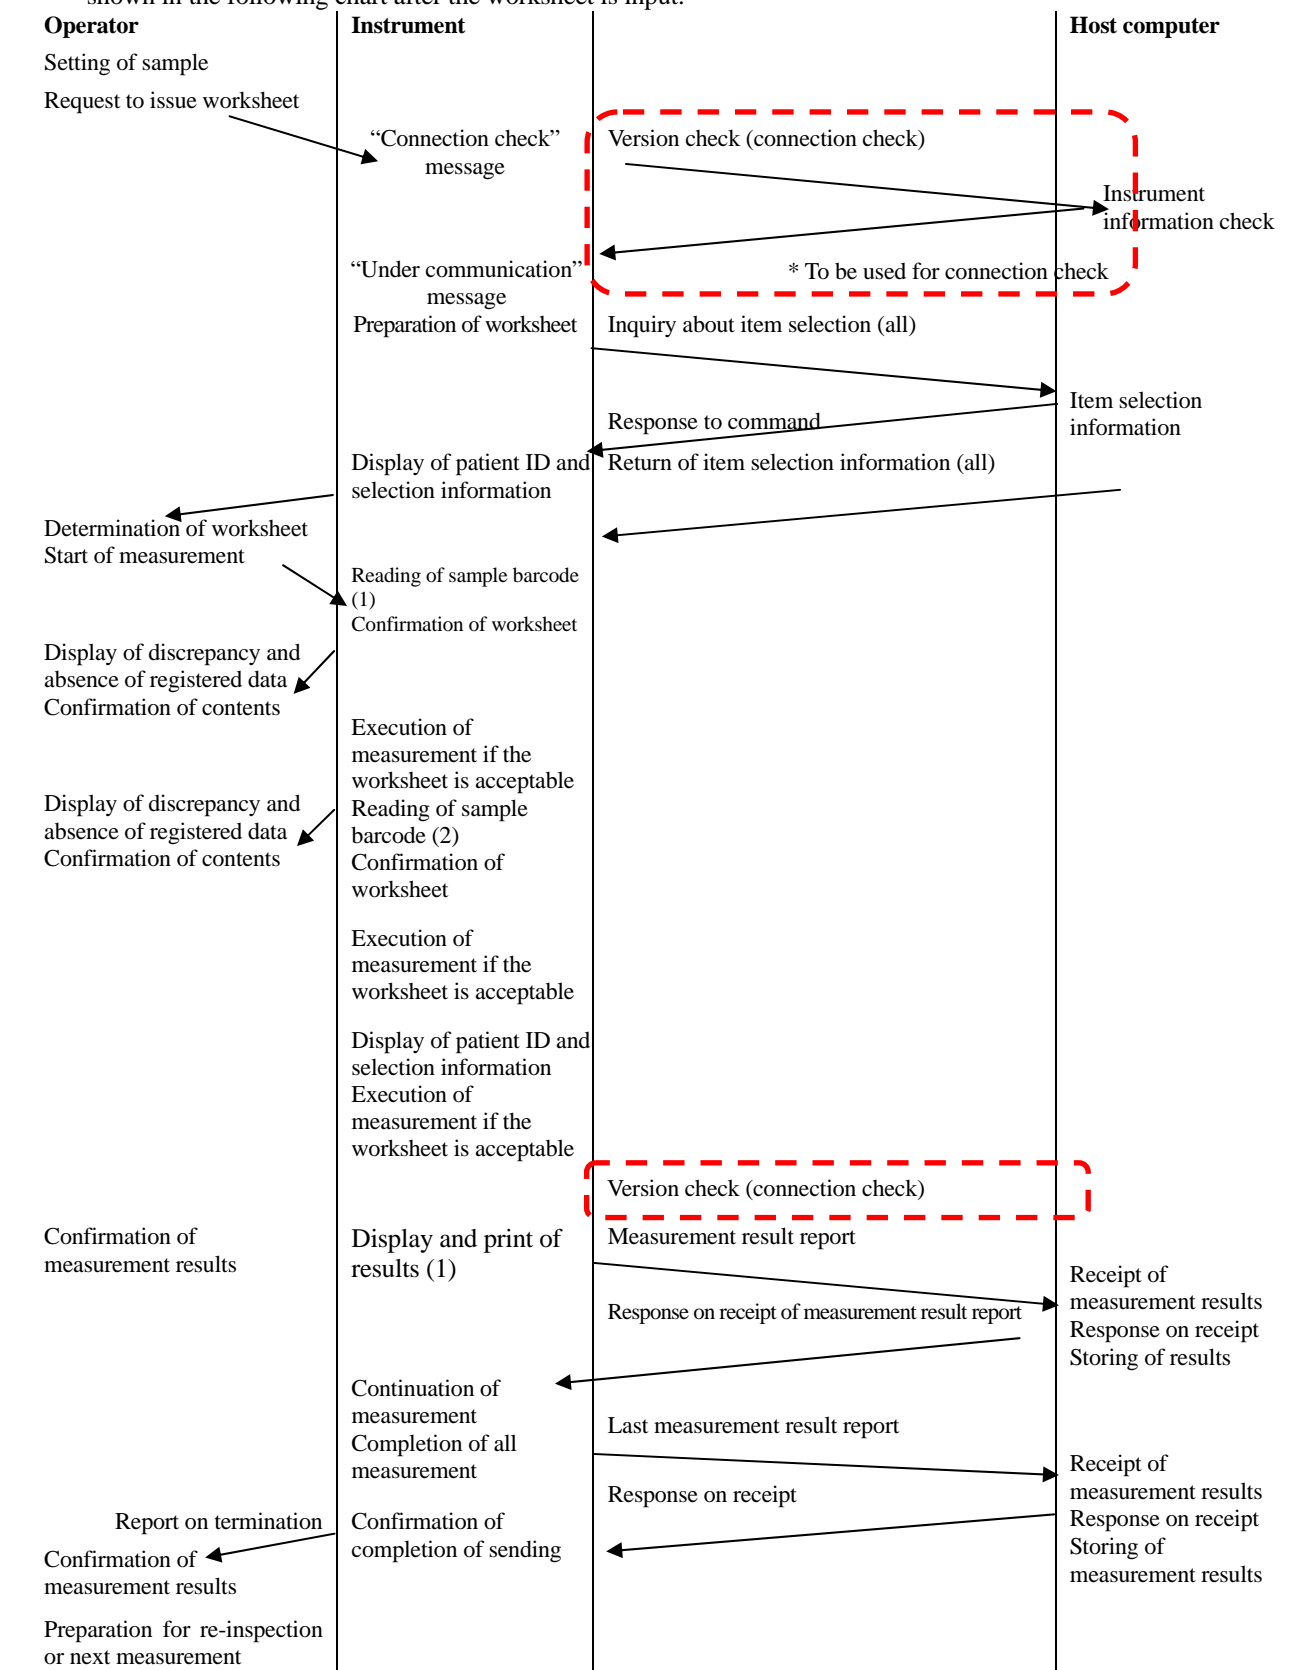 shown in the following chart after the worksheet is input.
Operator
Instrument
Host computer
Setting of sample
Request to issue worksheet
“Connection check”
message
Version check (connection check)
Instrument
information check
“Under communication”
message
* To be used for connection check
Preparation of worksheet
Inquiry about item selection (all)
Item selection
information
Response to command
Display of patient ID and
selection information
Return of item selection information (all)
Determination of worksheet
Start of measurement
Reading of sample barcode
(1)
Confirmation of worksheet
Display of discrepancy and
absence of registered data
Confirmation of contents
Execution of
measurement if the
worksheet is acceptable
Display of discrepancy and
absence of registered data
Confirmation of contents
Reading of sample
barcode (2)
Confirmation of
worksheet
Execution of
measurement if the
worksheet is acceptable
Display of patient ID and
selection information
Execution of
measurement if the
worksheet is acceptable
Version check (connection check)
Confirmation of
measurement results
Display and print of
results (1)
Measurement result report
Receipt of
measurement results
Response on receipt
Storing of results
Response on receipt of measurement result report
Continuation of
measurement
Completion of all
measurement
Last measurement result report
Receipt of
measurement results
Response on receipt
Storing of
measurement results
Response on receipt
Report on termination
Confirmation of
completion of sending
Confirmation of
measurement results
Preparation for re-inspection
or next measurement